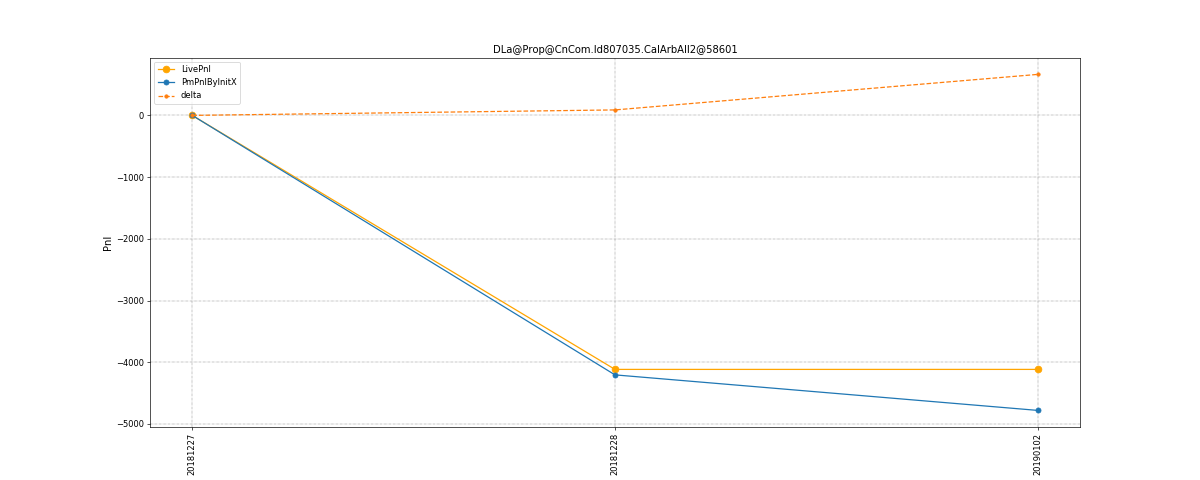 DLa@Prop@CnCom.Id807035.CalArbAll2@58601
LivePnl
PmPnlByInitX
delta
0
−1000
−2000
−3000
−4000
−5000
Pnl
20181227
20181228
20190102